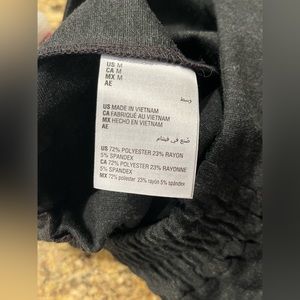 US M
CA M
MX M
AE
وسط
US MADE IN VIETNAM
CA FABRIQUÉ AU VIETNAM
MX HECHO EN VIETNAM
AE
صنع في فيتنام
US 72% POLYESTER 23% RAYON
5% SPANDEX
CA 72% POLYESTER 23% RAYONNE
5% SPANDEX
MX 72% poliéster 23% rayón 5% spandex